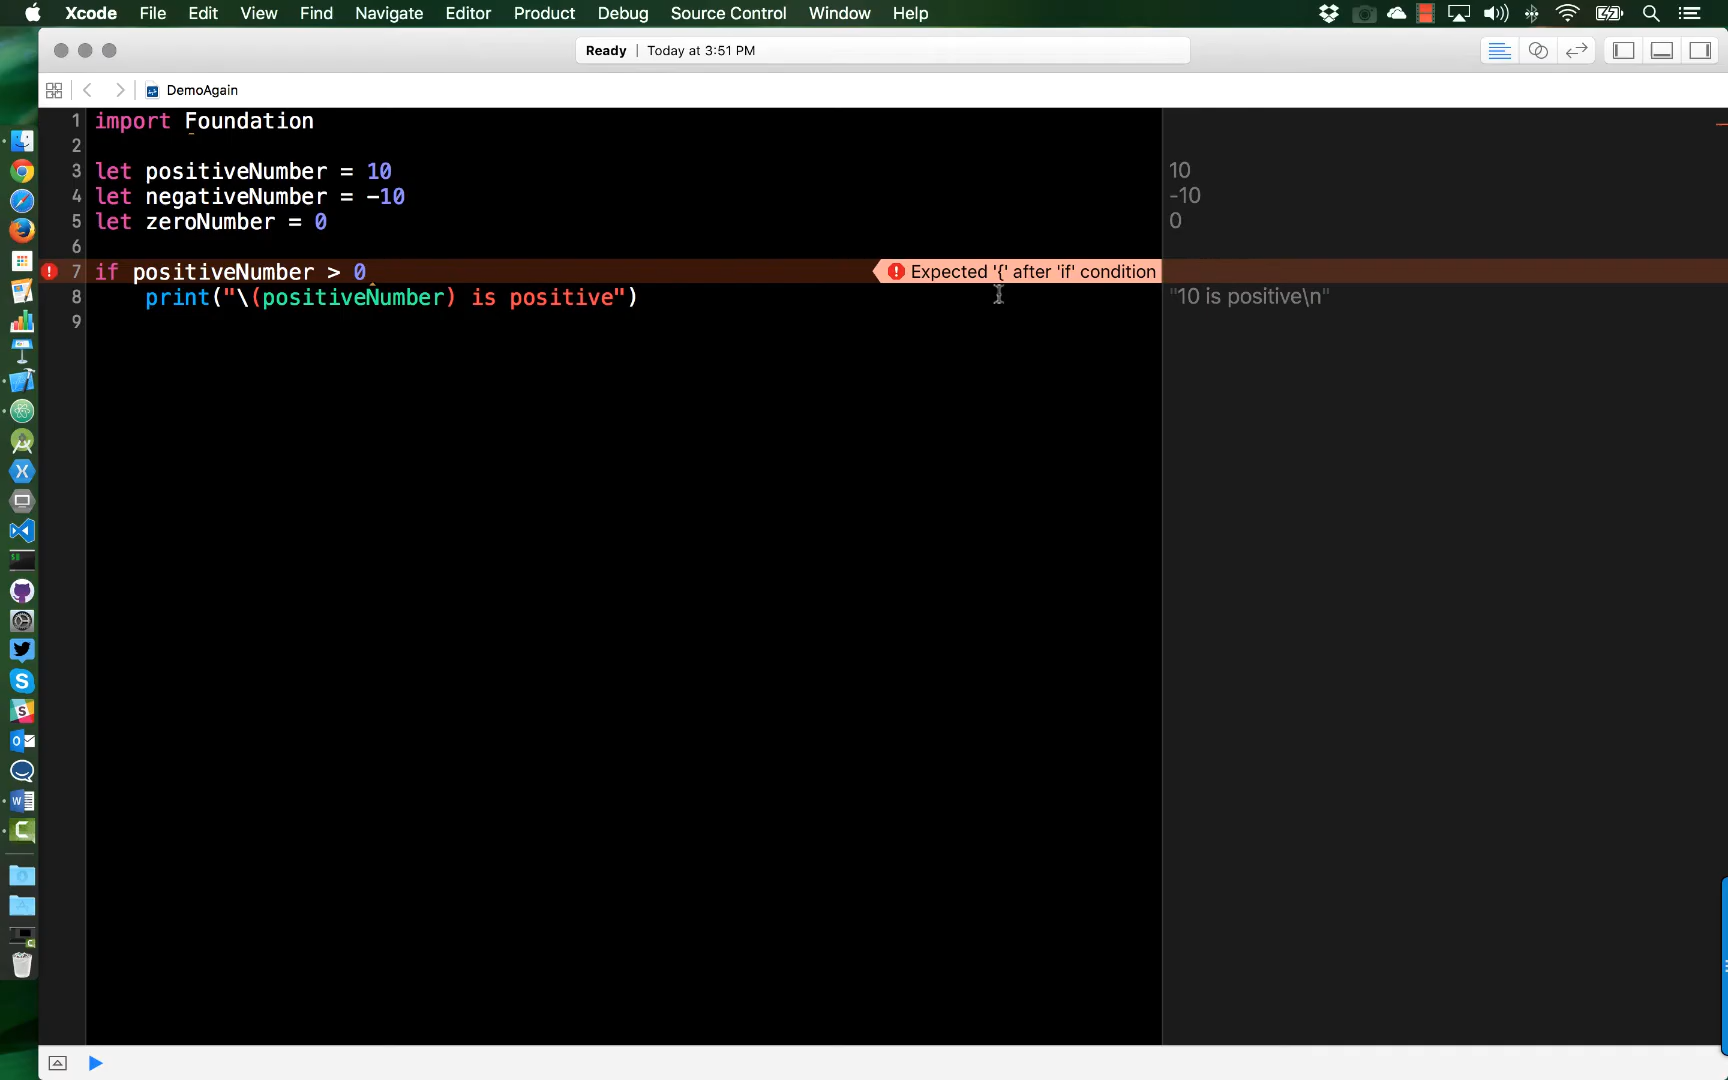 Xcode File Edit View Find Navigate Editor Product Debug Source Control Window Help
Ready | Today at 3:51 PM
DemoAgain
1 import Foundation
2
3 let positiveNumber = 10 10
4 let negativeNumber = -10 -10
5 let zeroNumber = 0 0
6
7 if positiveNumber > 0 Expected '{' after 'if' condition
8 print("\(positiveNumber) is positive") "10 is positive\n"
9